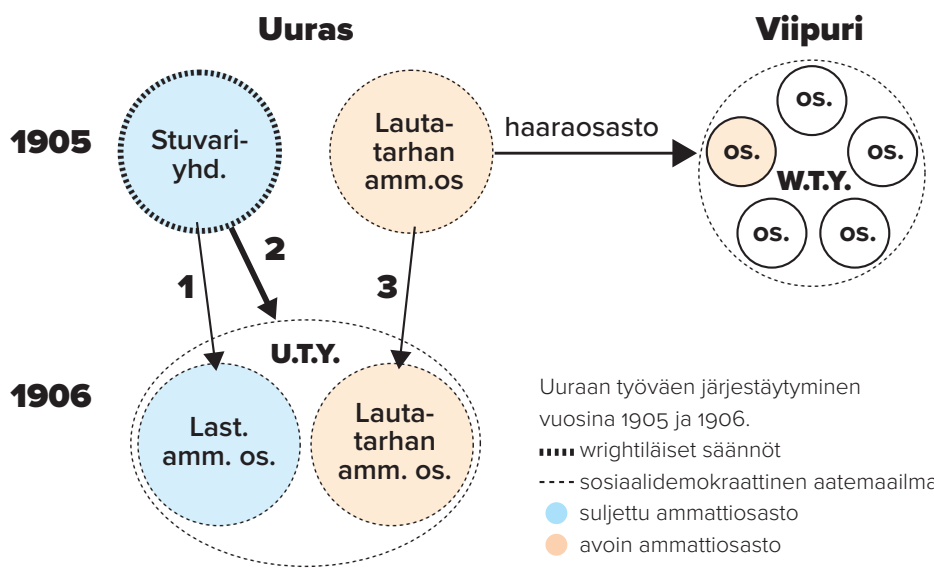 Uuras
Viipuri
1905
Stuvari-
yhd.
Lauta-
tarhan
amm.os
haaraosasto
os.
os.
os.
W.T.Y.
os.
os.
1
2
3
1906
U.T.Y.
Last.
amm. os.
Lauta-
tarhan
amm. os.
Uuraan työväen järjestäytyminen
vuosina 1905 ja 1906.
wrightiläiset säännöt
sosiaalidemokraattinen aatemaailma
suljettu ammattiosasto
avoin ammattiosasto